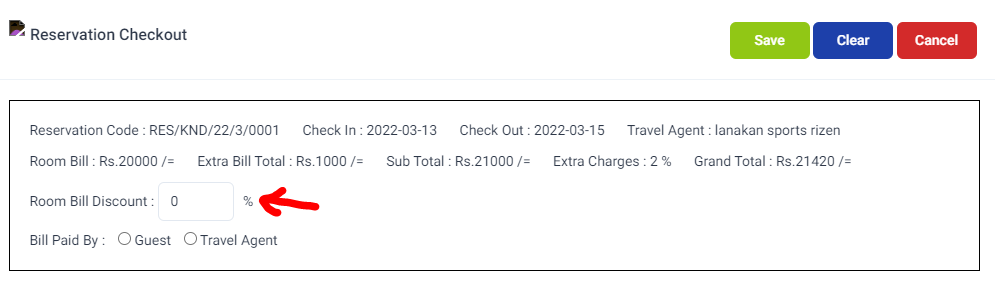 Reservation Checkout Save Clear Cancel
Reservation Code : RES/KND/22/3/0001 Check In : 2022-03-13 Check Out : 2022-03-15 Travel Agent : lanakan sports rizen
Room Bill : Rs.20000 /= Extra Bill Total : Rs.1000 /= Sub Total : Rs.21000 /= Extra Charges : 2 % Grand Total : Rs.21420 /=
Room Bill Discount : 0 %
Bill Paid By : Guest Travel Agent